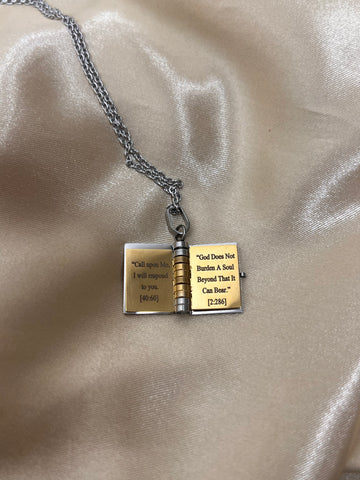 "Call upon Me,
I will respond
to you.
[40:60]
"God Does Not
Burden A Soul
Beyond That It
Can Bear."
[2:286]